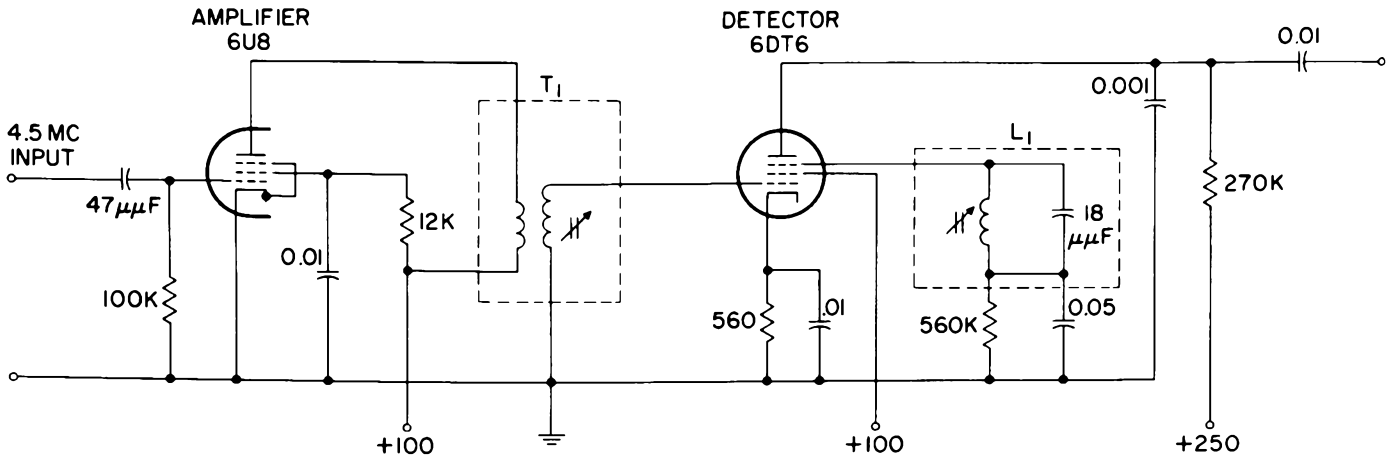 AMPLIFIER
6U8
DETECTOR
6DT6
0.01
T1
0.001
4.5 MC
INPUT
L1
47μμF
12K
270K
18
μμF
0.01
100K
560
.01
560K
0.05
+100
+100
+250